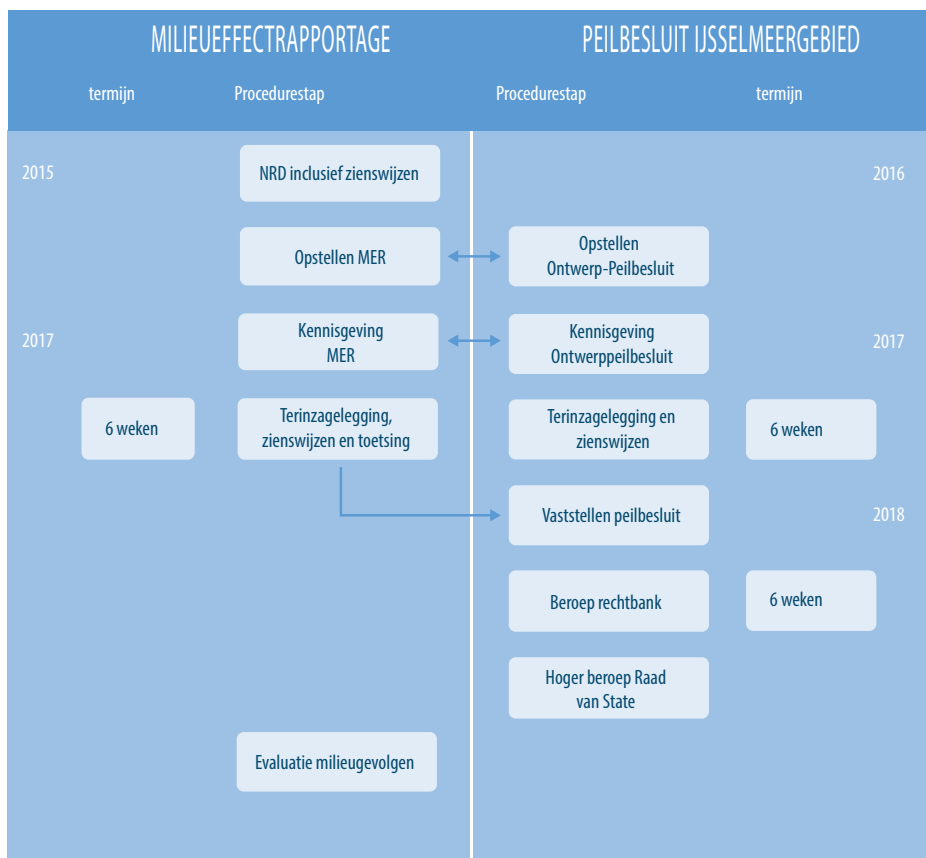 MILIEUEFFECTRAPPORTAGE
PEILBESLUIT IJSSELMEERGEBIED
termijn
Procedurestap
Procedurestap
termijn
2015
NRD inclusief zienswijzen
2016
Opstellen MER
Opstellen
Ontwerp-Peilbesluit
2017
Kennisgeving
MER
Kennisgeving
Ontwerppeilbesluit
2017
6 weken
Terinzagelegging,
zienswijzen en toetsing
Terinzagelegging en
zienswijzen
6 weken
Vaststellen peilbesluit
2018
Beroep rechtbank
6 weken
Hoger beroep Raad
van State
Evaluatie milieugevolgen